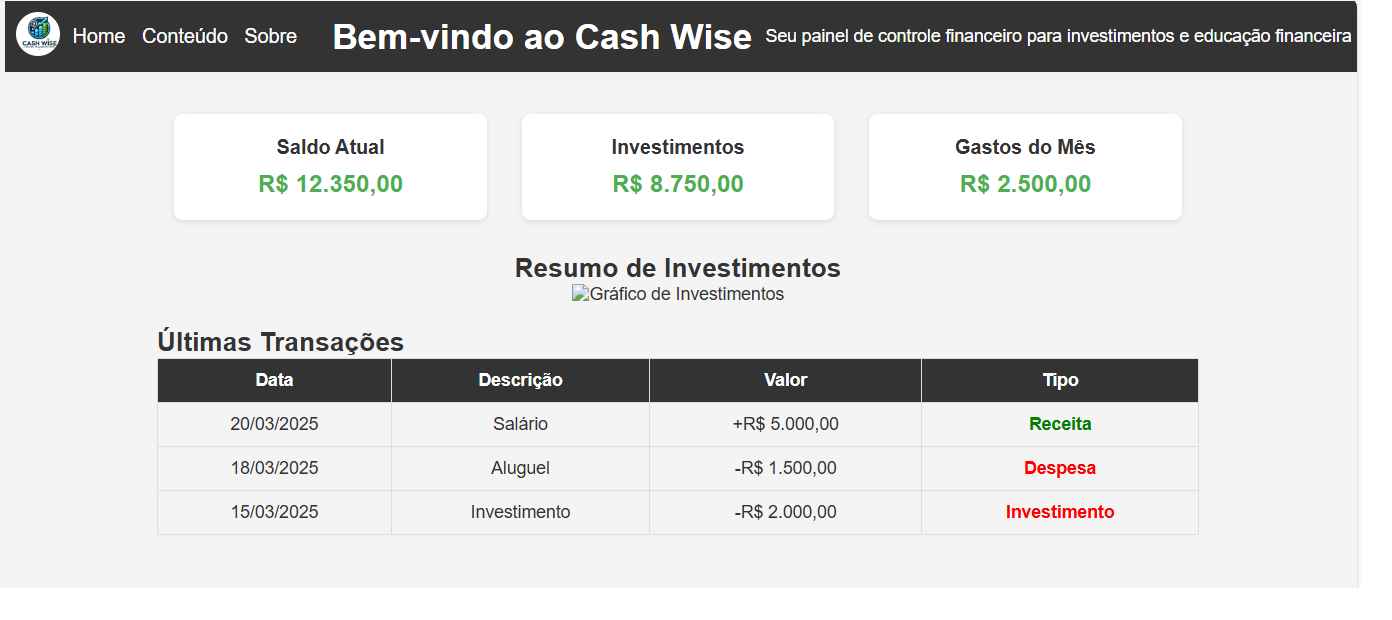 CASH WISE
Home Conteúdo Sobre Bem-vindo ao Cash Wise Seu painel de controle financeiro para investimentos e educação financeira
Saldo Atual Investimentos Gastos do Mês
R$ 12.350,00 R$ 8.750,00 R$ 2.500,00
Resumo de Investimentos
Gráfico de Investimentos
Últimas Transações
Data Descrição Valor Tipo
20/03/2025 Salário +R$ 5.000,00 Receita
18/03/2025 Aluguel -R$ 1.500,00 Despesa
15/03/2025 Investimento -R$ 2.000,00 Investimento